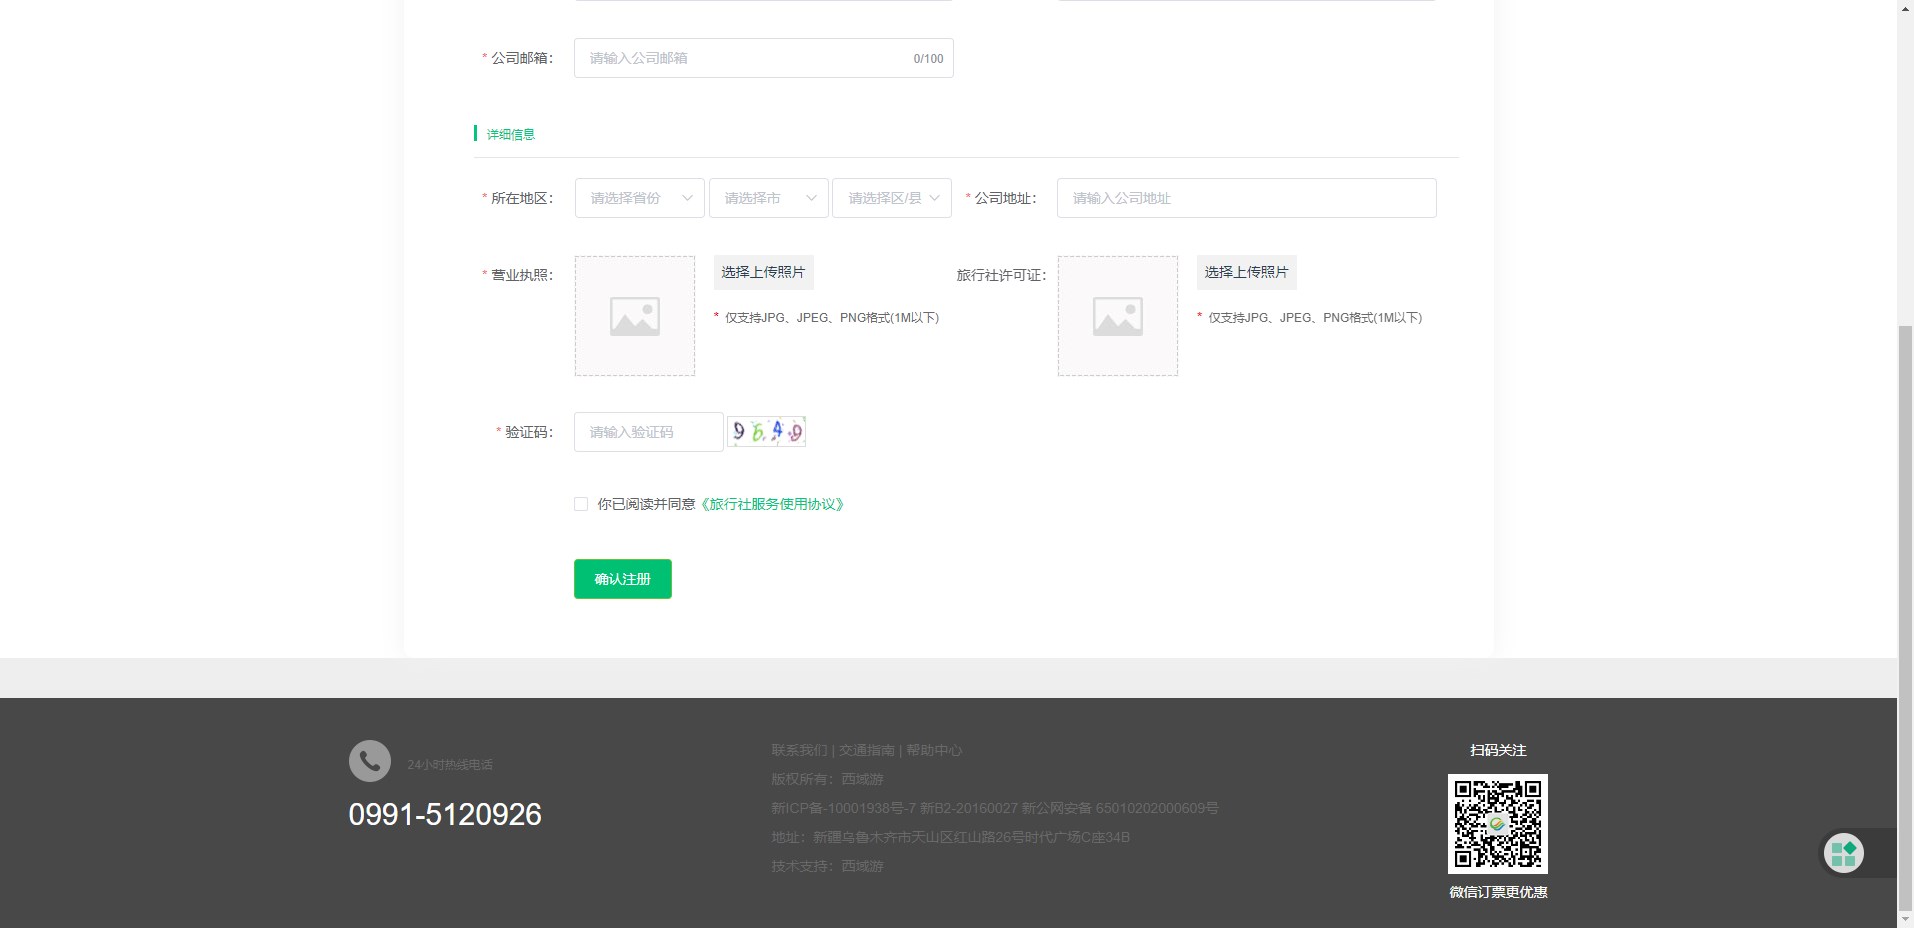 * 公司邮箱： 请输入公司邮箱 0/100
详细信息
* 所在地区： 请选择省份 请选择市 请选择区/县 * 公司地址： 请输入公司地址
* 营业执照： 选择上传照片 旅行社许可证： 选择上传照片
* 仅支持JPG、JPEG、PNG格式(1M以下) * 仅支持JPG、JPEG、PNG格式(1M以下)
* 验证码： 请输入验证码 9649
你已阅读并同意《旅行社服务使用协议》
确认注册
24小时热线电话
0991-5120926
联系我们 | 交通指南 | 帮助中心
版权所有：西域游
新ICP备-10001938号-7 新B2-20160027 新公网安备 65010202000609号
地址：新疆乌鲁木齐市天山区红山路26号时代广场C座34B
技术支持：西域游
扫码关注
微信订票更优惠